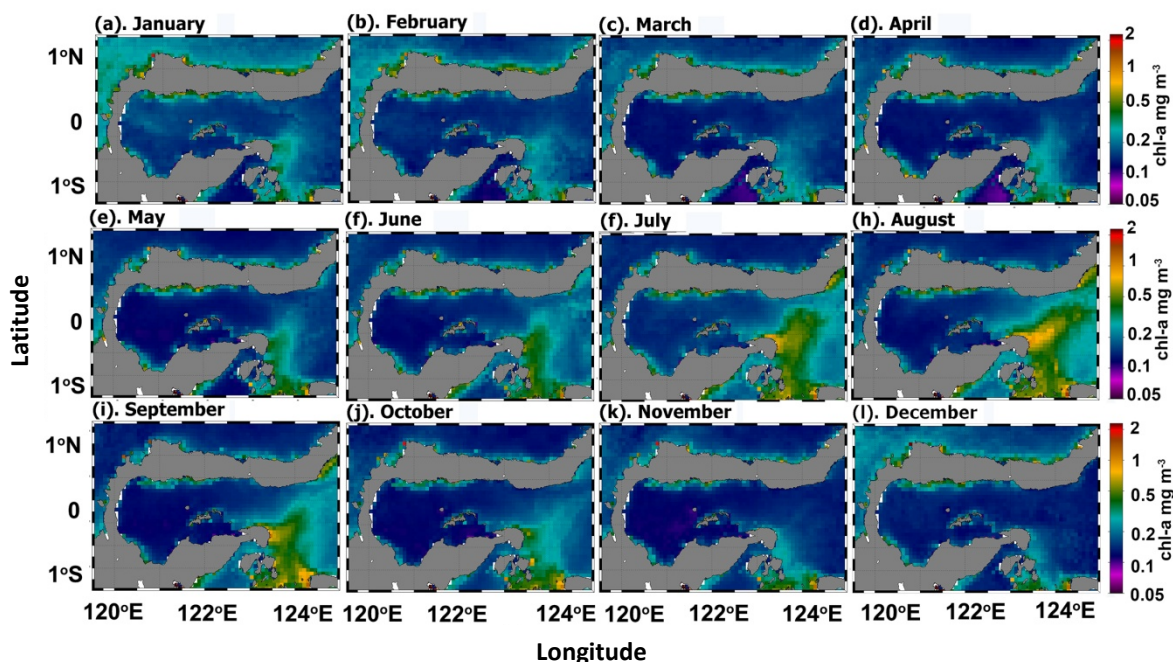 (a). January
(b). February
(c). March
(d). April
1°N
0
1°S
2
1
0.5
0.2
0.1
0.05
chl-a mg m-3
(e). May
(f). June
(f). July
(h). August
1°N
0
1°S
2
1
0.5
0.2
0.1
0.05
chl-a mg m-3
Latitude
(i). September
(j). October
(k). November
(l). December
1°N
0
1°S
2
1
0.5
0.2
0.1
0.05
chl-a mg m-3
120°E 122°E 124°E 122°E 124°E 120°E 122°E 124°E 120°E 122°E 124°E
Longitude